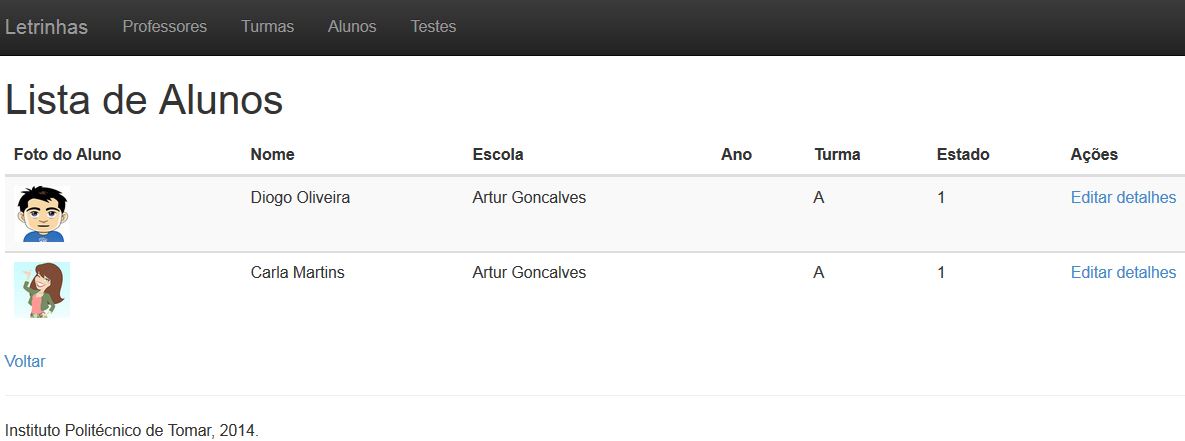 Letrinhas Professores Turmas Alunos Testes
Lista de Alunos
Foto do Aluno Nome Escola Ano Turma Estado Ações
Diogo Oliveira Artur Goncalves A 1 Editar detalhes
Carla Martins Artur Goncalves A 1 Editar detalhes
Voltar
Instituto Politécnico de Tomar, 2014.